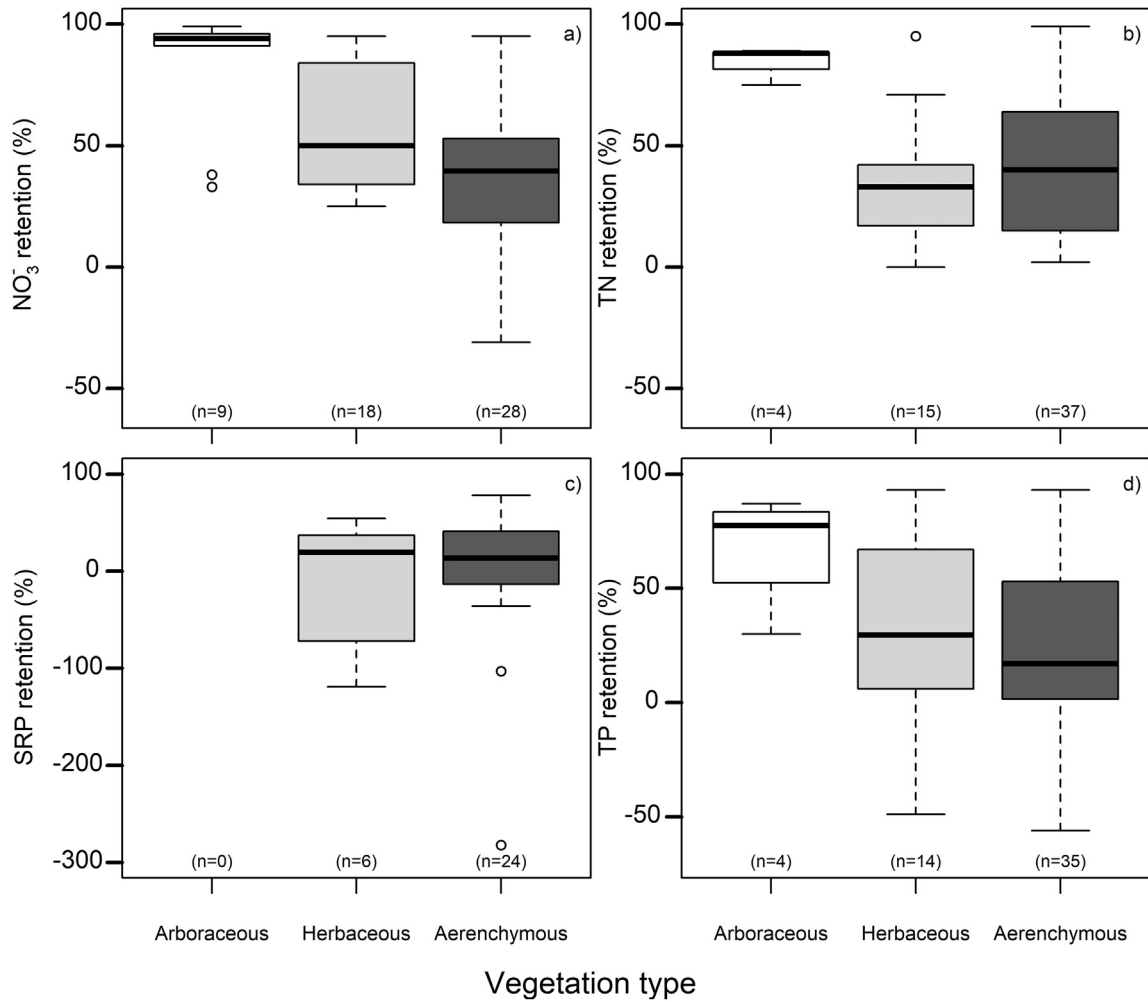 a)
NO3- retention (%)
100
50
0
-50
(n=9) (n=18) (n=28)
b)
TN retention (%)
100
50
0
-50
(n=4) (n=15) (n=37)
c)
SRP retention (%)
100
0
-100
-200
-300
(n=0) (n=6) (n=24)
d)
TP retention (%)
100
50
0
-50
(n=4) (n=14) (n=35)
Arboraceous Herbaceous Aerenchymous
Arboraceous Herbaceous Aerenchymous
Vegetation type